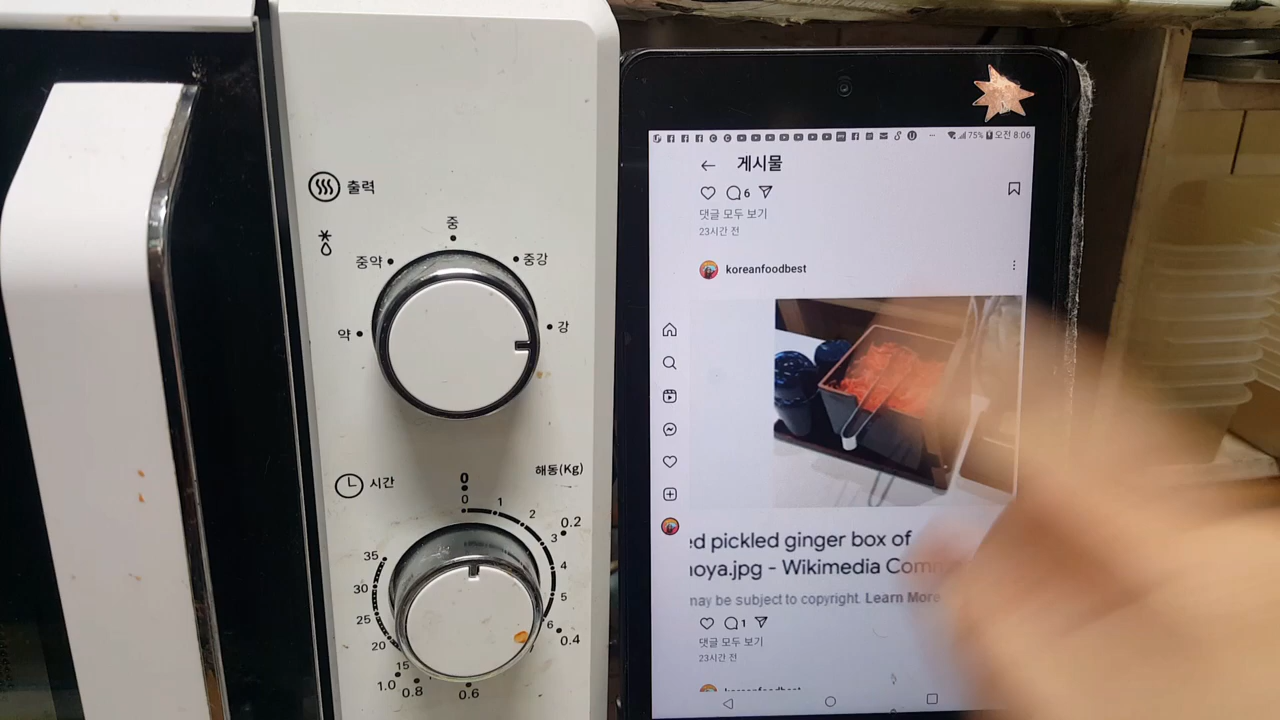 출력
중
중약
중강
약
강
시간
해동(Kg)
0
0
1
2
0.2
3
4
5
6
0.4
0.6
0.8
1.0
15
20
25
30
35
75% 오전 8:06
게시물
6
댓글 모두 보기
23시간 전
koreanfoodbest
ed pickled ginger box of
noya.jpg - Wikimedia Comm
may be subject to copyright. Learn More
1
댓글 모두 보기
23시간 전
koreanfoodbest